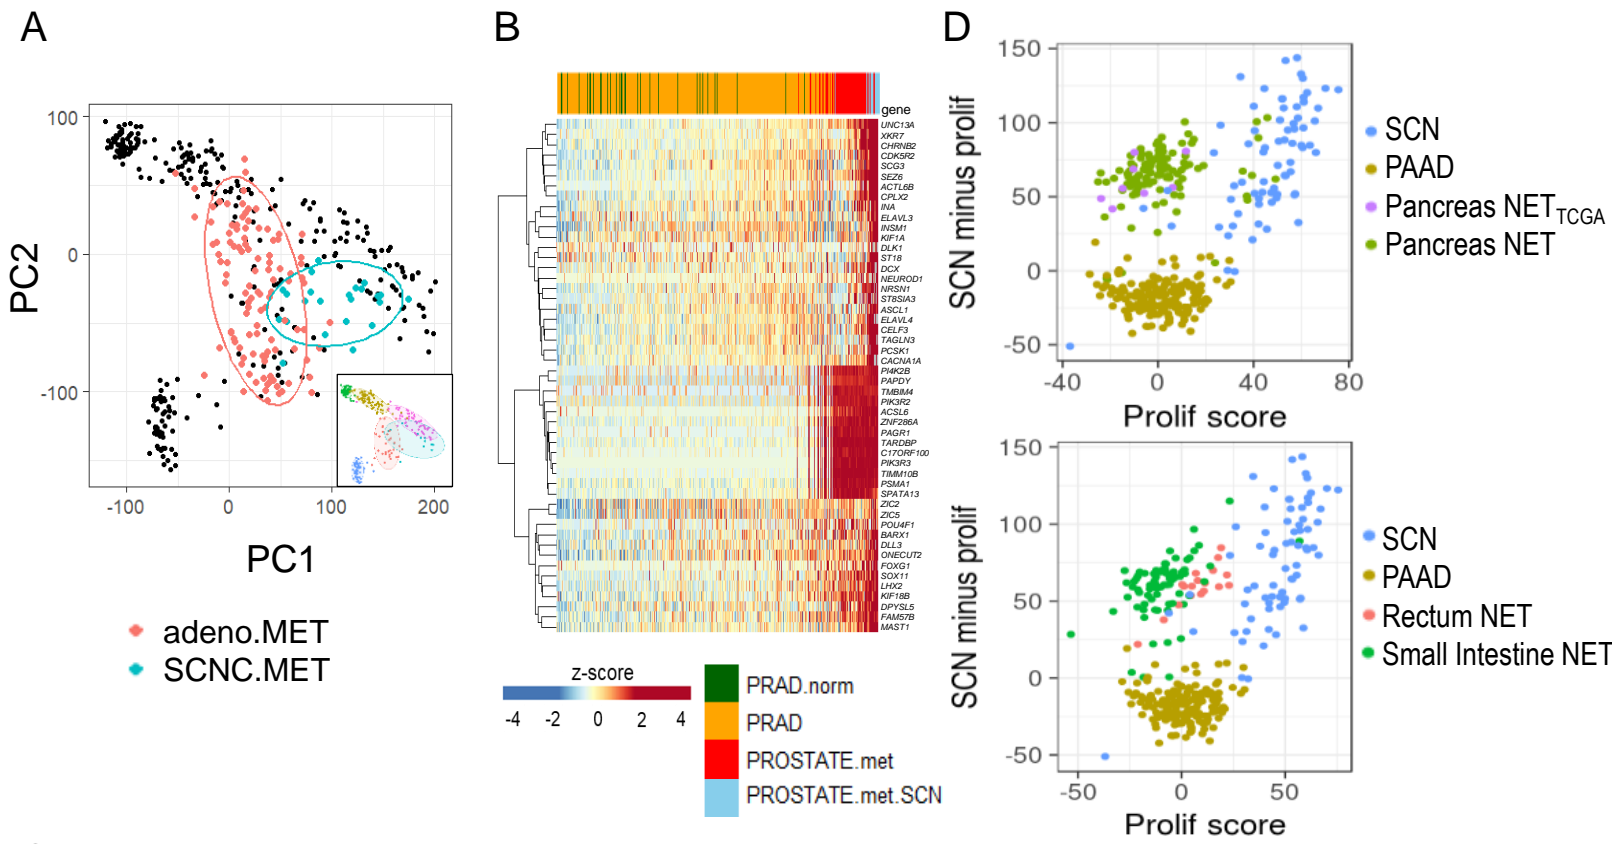 A
B
D
100
0
-100
PC2
-100
0
100
200
PC1
adeno.MET
SCNC.MET
gene
UNC13A
XKR7
CHRNB2
CDK5R2
SCG3
SEZ6
ACTL6B
CPLX2
INA
ELAVL3
INSM1
KIF1A
DLK1
ST18
DCX
NEUROD1
NRSN1
ST8SIA3
ASCL1
ELAVL4
CELF3
TAGLN3
PCSK1
CACNA1A
PI4K2B
PAPDY
TMBIM4
PIK3R2
ACSL6
ZNF286A
PAGR1
TARDBP
C17ORF100
PIK3R3
TIMM10B
PSMA1
SPATA13
ZIC2
ZIC5
POU4F1
BARX1
DLL3
ONECUT2
FOXG1
SOX11
LHX2
KIF18B
DPYSL5
FAM57B
MAST1
z-score
-4 -2 0 2 4
PRAD.norm
PRAD
PROSTATE.met
PROSTATE.met.SCN
150
100
50
0
-50
SCN minus prolif
-40 0 40 80
Prolif score
SCN
PAAD
Pancreas NETTCGA
Pancreas NET
150
100
50
0
-50
SCN minus prolif
-50 0 50
Prolif score
SCN
PAAD
Rectum NET
Small Intestine NET